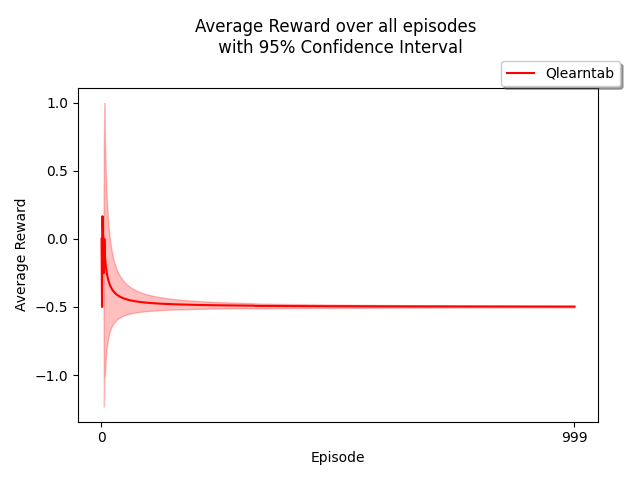 Average Reward over all episodes
with 95% Confidence Interval
Qlearntab
1.0
0.5
0.0
−0.5
−1.0
Average Reward
0
999
Episode